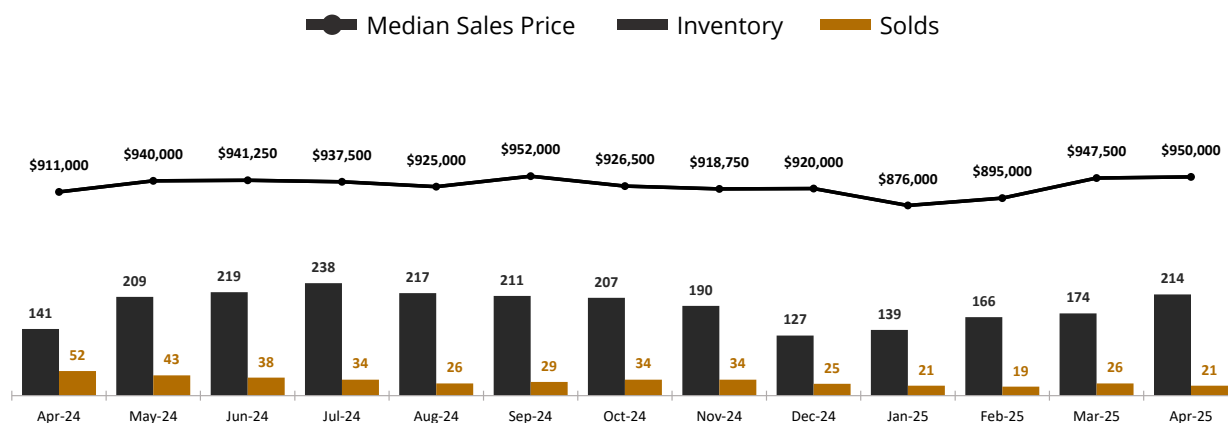 Median Sales Price Inventory Solds
$911,000 $940,000 $941,250 $937,500 $925,000 $952,000 $926,500 $918,750 $920,000 $876,000 $895,000 $947,500 $950,000
141 209 219 238 217 211 207 190 127 139 166 174 214
52 43 38 34 26 29 34 34 25 21 19 26 21
Apr-24 May-24 Jun-24 Jul-24 Aug-24 Sep-24 Oct-24 Nov-24 Dec-24 Jan-25 Feb-25 Mar-25 Apr-25